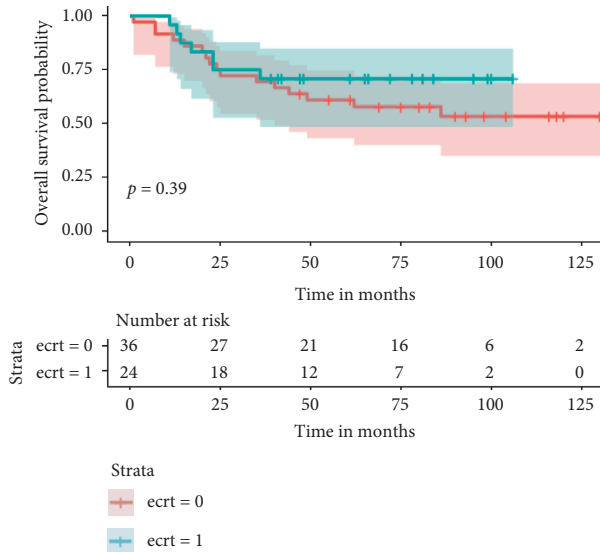 1.00
0.75
0.50
0.25
0.00
Overall survival probability
p = 0.39
0 25 50 75 100 125
Time in months
Number at risk
Strata
ecrt = 0 36 27 21 16 6 2
ecrt = 1 24 18 12 7 2 0
0 25 50 75 100 125
Time in months
Strata
ecrt = 0
ecrt = 1